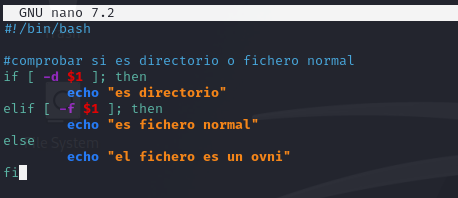 GNU nano 7.2
#!/bin/bash
#comprobar si es directorio o fichero normal
if [ -d $1 ]; then
echo "es directorio"
elif [ -f $1 ]; then
echo "es fichero normal"
else
echo "el fichero es un ovni"
fi